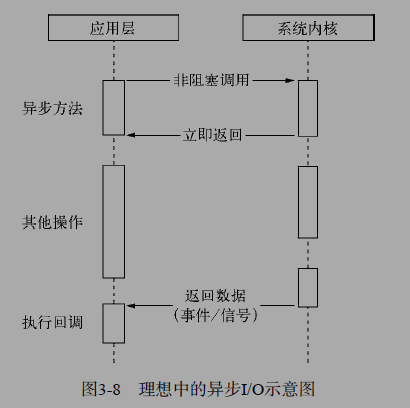 应用层
系统内核
非阻塞调用
异步方法
立即返回
其他操作
返回数据
（事件/信号）
执行回调
图3-8 理想中的异步I/O示意图